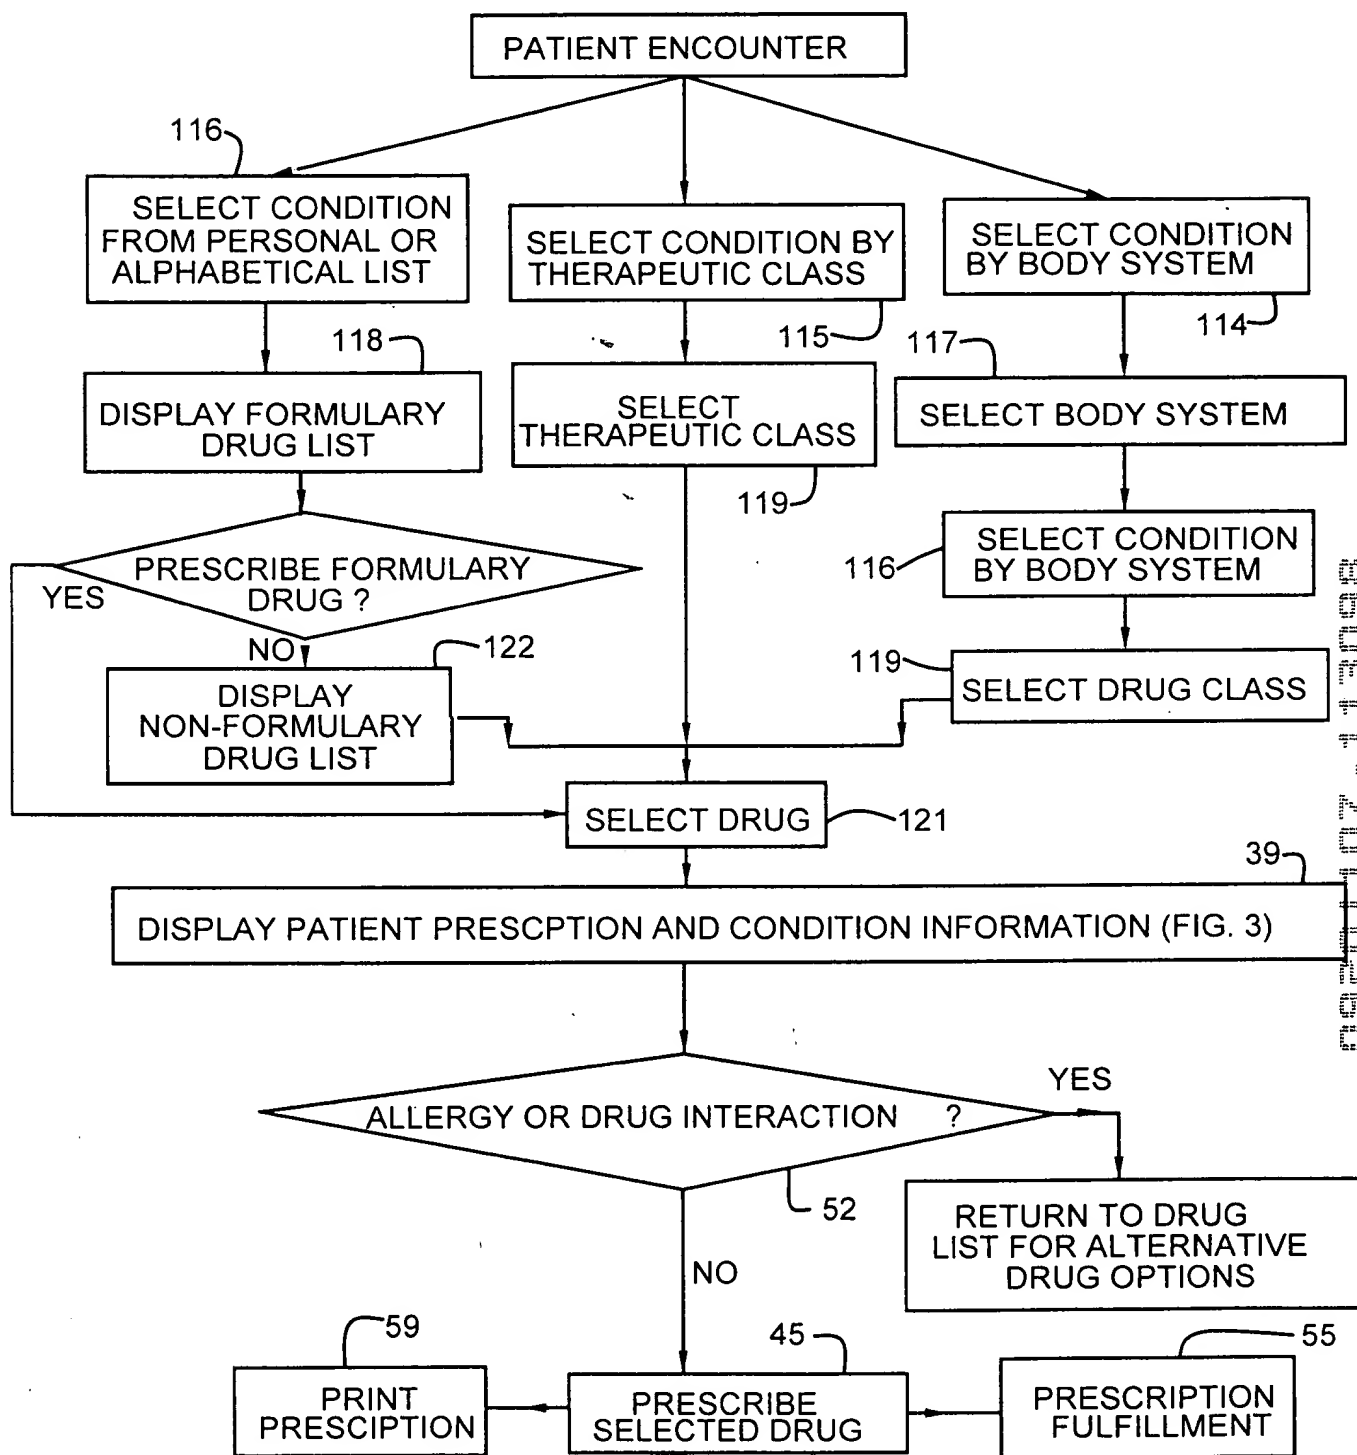 PATIENT ENCOUNTER
116
SELECT CONDITION
FROM PERSONAL OR
ALPHABETICAL LIST
SELECT CONDITION BY
THERAPEUTIC CLASS
115
SELECT CONDITION
BY BODY SYSTEM
114
118
DISPLAY FORMULARY
DRUG LIST
SELECT
THERAPEUTIC CLASS
119
117
SELECT BODY SYSTEM
PRESCRIBE FORMULARY
DRUG ?
YES
NO
116
SELECT CONDITION
BY BODY SYSTEM
122
DISPLAY
NON-FORMULARY
DRUG LIST
119
SELECT DRUG CLASS
SELECT DRUG
121
39
DISPLAY PATIENT PRESCPTION AND CONDITION INFORMATION (FIG. 3)
ALLERGY OR DRUG INTERACTION ?
YES
52
NO
RETURN TO DRUG
LIST FOR ALTERNATIVE
DRUG OPTIONS
59
PRINT
PRESCIPTION
45
PRESCRIBE
SELECTED DRUG
55
PRESCRIPTION
FULFILLMENT